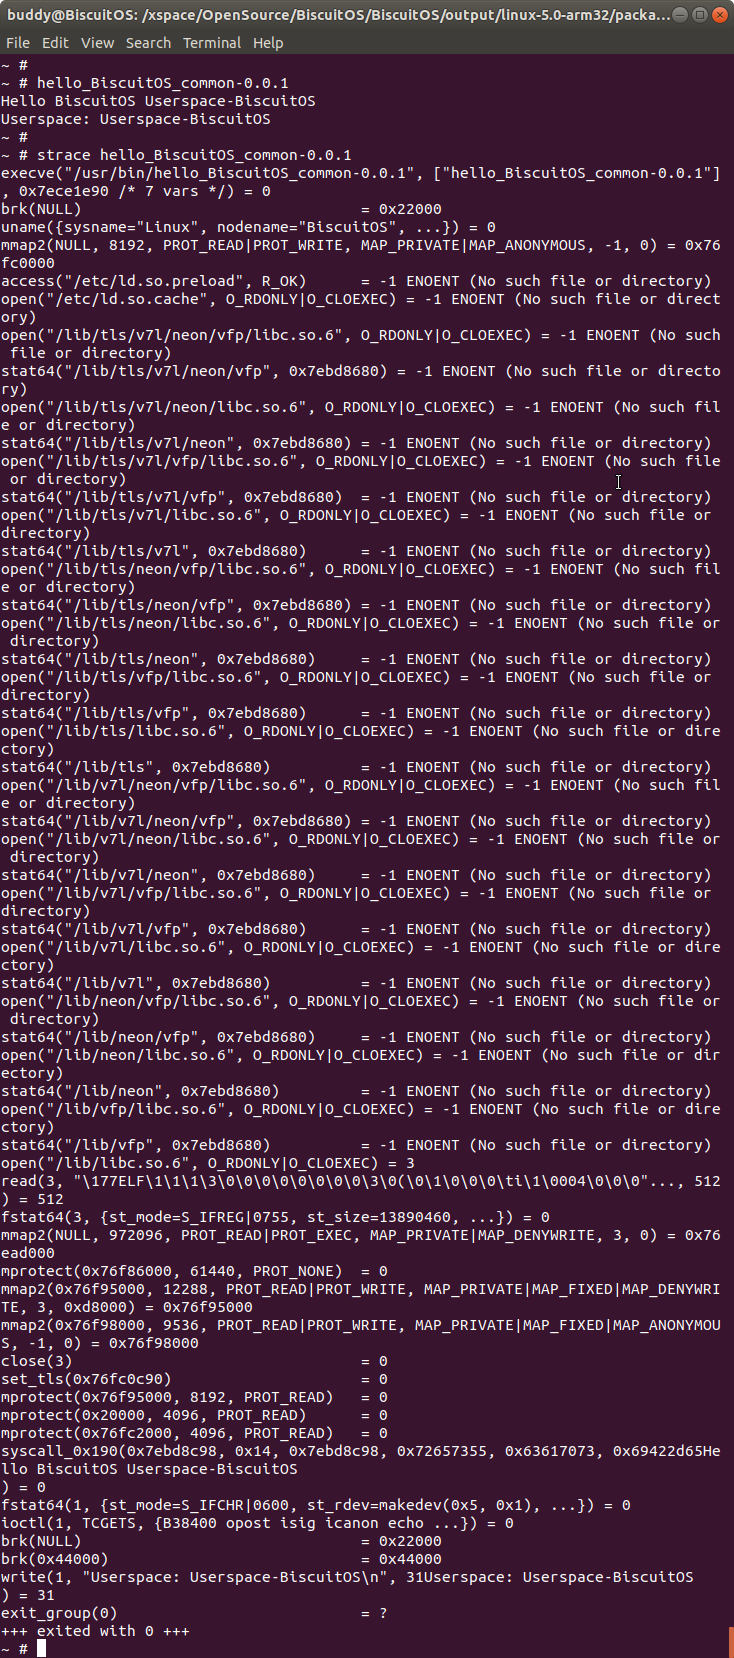 buddy@BiscuitOS: /xspace/OpenSource/BiscuitOS/BiscuitOS/output/linux-5.0-arm32/packa...
File Edit View Search Terminal Help
~ #
~ # hello_BiscuitOS_common-0.0.1
Hello BiscuitOS Userspace-BiscuitOS
Userspace: Userspace-BiscuitOS
~ #
~ # strace hello_BiscuitOS_common-0.0.1
execve("/usr/bin/hello_BiscuitOS_common-0.0.1", ["hello_BiscuitOS_common-0.0.1"]
, 0x7ece1e90 /* 7 vars */) = 0
brk(NULL)                               = 0x22000
uname({sysname="Linux", nodename="BiscuitOS", ...}) = 0
mmap2(NULL, 8192, PROT_READ|PROT_WRITE, MAP_PRIVATE|MAP_ANONYMOUS, -1, 0) = 0x76
fc0000
access("/etc/ld.so.preload", R_OK)      = -1 ENOENT (No such file or directory)
open("/etc/ld.so.cache", O_RDONLY|O_CLOEXEC) = -1 ENOENT (No such file or direct
ory)
open("/lib/tls/v7l/neon/vfp/libc.so.6", O_RDONLY|O_CLOEXEC) = -1 ENOENT (No such
 file or directory)
stat64("/lib/tls/v7l/neon/vfp", 0x7ebd8680) = -1 ENOENT (No such file or directo
ry)
open("/lib/tls/v7l/neon/libc.so.6", O_RDONLY|O_CLOEXEC) = -1 ENOENT (No such fil
e or directory)
stat64("/lib/tls/v7l/neon", 0x7ebd8680) = -1 ENOENT (No such file or directory)
open("/lib/tls/v7l/vfp/libc.so.6", O_RDONLY|O_CLOEXEC) = -1 ENOENT (No such file
 or directory)
stat64("/lib/tls/v7l/vfp", 0x7ebd8680)  = -1 ENOENT (No such file or directory)
open("/lib/tls/v7l/libc.so.6", O_RDONLY|O_CLOEXEC) = -1 ENOENT (No such file or
directory)
stat64("/lib/tls/v7l", 0x7ebd8680)      = -1 ENOENT (No such file or directory)
open("/lib/tls/neon/vfp/libc.so.6", O_RDONLY|O_CLOEXEC) = -1 ENOENT (No such fil
e or directory)
stat64("/lib/tls/neon/vfp", 0x7ebd8680) = -1 ENOENT (No such file or directory)
open("/lib/tls/neon/libc.so.6", O_RDONLY|O_CLOEXEC) = -1 ENOENT (No such file or
 directory)
stat64("/lib/tls/neon", 0x7ebd8680)     = -1 ENOENT (No such file or directory)
open("/lib/tls/vfp/libc.so.6", O_RDONLY|O_CLOEXEC) = -1 ENOENT (No such file or
directory)
stat64("/lib/tls/vfp", 0x7ebd8680)      = -1 ENOENT (No such file or directory)
open("/lib/tls/libc.so.6", O_RDONLY|O_CLOEXEC) = -1 ENOENT (No such file or dire
ctory)
stat64("/lib/tls", 0x7ebd8680)          = -1 ENOENT (No such file or directory)
open("/lib/v7l/neon/vfp/libc.so.6", O_RDONLY|O_CLOEXEC) = -1 ENOENT (No such fil
e or directory)
stat64("/lib/v7l/neon/vfp", 0x7ebd8680) = -1 ENOENT (No such file or directory)
open("/lib/v7l/neon/libc.so.6", O_RDONLY|O_CLOEXEC) = -1 ENOENT (No such file or
 directory)
stat64("/lib/v7l/neon", 0x7ebd8680)     = -1 ENOENT (No such file or directory)
open("/lib/v7l/vfp/libc.so.6", O_RDONLY|O_CLOEXEC) = -1 ENOENT (No such file or
directory)
stat64("/lib/v7l/vfp", 0x7ebd8680)      = -1 ENOENT (No such file or directory)
open("/lib/v7l/libc.so.6", O_RDONLY|O_CLOEXEC) = -1 ENOENT (No such file or dire
ctory)
stat64("/lib/v7l", 0x7ebd8680)          = -1 ENOENT (No such file or directory)
open("/lib/neon/vfp/libc.so.6", O_RDONLY|O_CLOEXEC) = -1 ENOENT (No such file or
 directory)
stat64("/lib/neon/vfp", 0x7ebd8680)     = -1 ENOENT (No such file or directory)
open("/lib/neon/libc.so.6", O_RDONLY|O_CLOEXEC) = -1 ENOENT (No such file or dir
ectory)
stat64("/lib/neon", 0x7ebd8680)         = -1 ENOENT (No such file or directory)
open("/lib/vfp/libc.so.6", O_RDONLY|O_CLOEXEC) = -1 ENOENT (No such file or dire
ctory)
stat64("/lib/vfp", 0x7ebd8680)          = -1 ENOENT (No such file or directory)
open("/lib/libc.so.6", O_RDONLY|O_CLOEXEC) = 3
read(3, "\177ELF\1\1\1\3\0\0\0\0\0\0\0\0\3\0(\0\1\0\0\0\ti\1\0004\0\0\0"..., 512
) = 512
fstat64(3, {st_mode=S_IFREG|0755, st_size=13890460, ...}) = 0
mmap2(NULL, 972096, PROT_READ|PROT_EXEC, MAP_PRIVATE|MAP_DENYWRITE, 3, 0) = 0x76
ead000
mprotect(0x76f86000, 61440, PROT_NONE)  = 0
mmap2(0x76f95000, 12288, PROT_READ|PROT_WRITE, MAP_PRIVATE|MAP_FIXED|MAP_DENYWRI
TE, 3, 0xd8000) = 0x76f95000
mmap2(0x76f98000, 9536, PROT_READ|PROT_WRITE, MAP_PRIVATE|MAP_FIXED|MAP_ANONYMOU
S, -1, 0) = 0x76f98000
close(3)                                = 0
set_tls(0x76fc0c90)                     = 0
mprotect(0x76f95000, 8192, PROT_READ)   = 0
mprotect(0x20000, 4096, PROT_READ)      = 0
mprotect(0x76fc2000, 4096, PROT_READ)   = 0
syscall_0x190(0x7ebd8c98, 0x14, 0x7ebd8c98, 0x72657355, 0x63617073, 0x69422d65He
llo BiscuitOS Userspace-BiscuitOS
) = 0
fstat64(1, {st_mode=S_IFCHR|0600, st_rdev=makedev(0x5, 0x1), ...}) = 0
ioctl(1, TCGETS, {B38400 opost isig icanon echo ...}) = 0
brk(NULL)                               = 0x22000
brk(0x44000)                            = 0x44000
write(1, "Userspace: Userspace-BiscuitOS\n", 31Userspace: Userspace-BiscuitOS
) = 31
exit_group(0)                           = ?
+++ exited with 0 +++
~ #